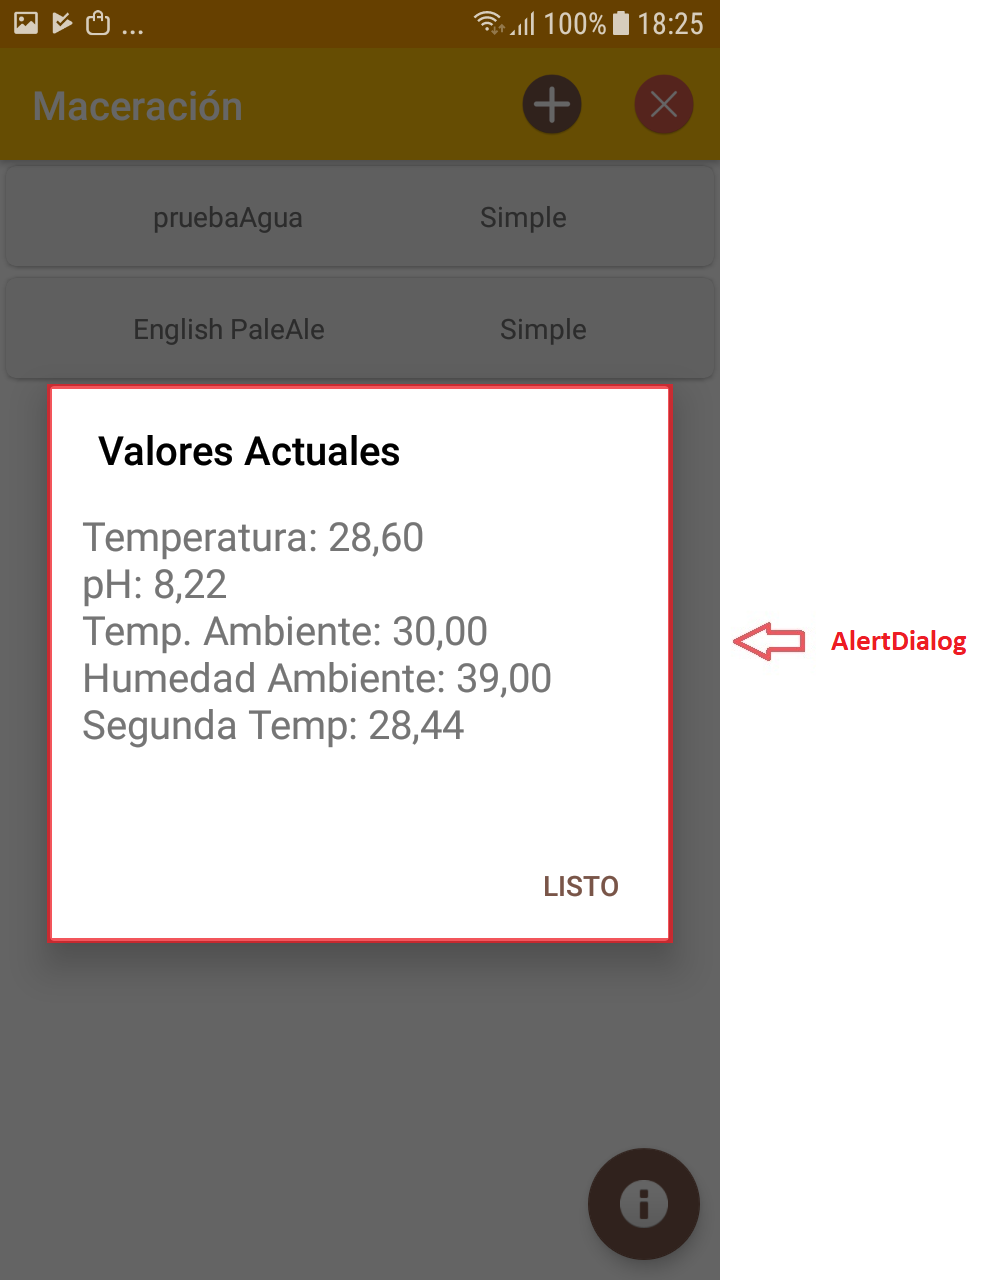 ... 100% 18:25
Maceración
pruebaAgua Simple
English PaleAle Simple
Valores Actuales
Temperatura: 28,60
pH: 8,22
Temp. Ambiente: 30,00
Humedad Ambiente: 39,00
Segunda Temp: 28,44
LISTO
AlertDialog